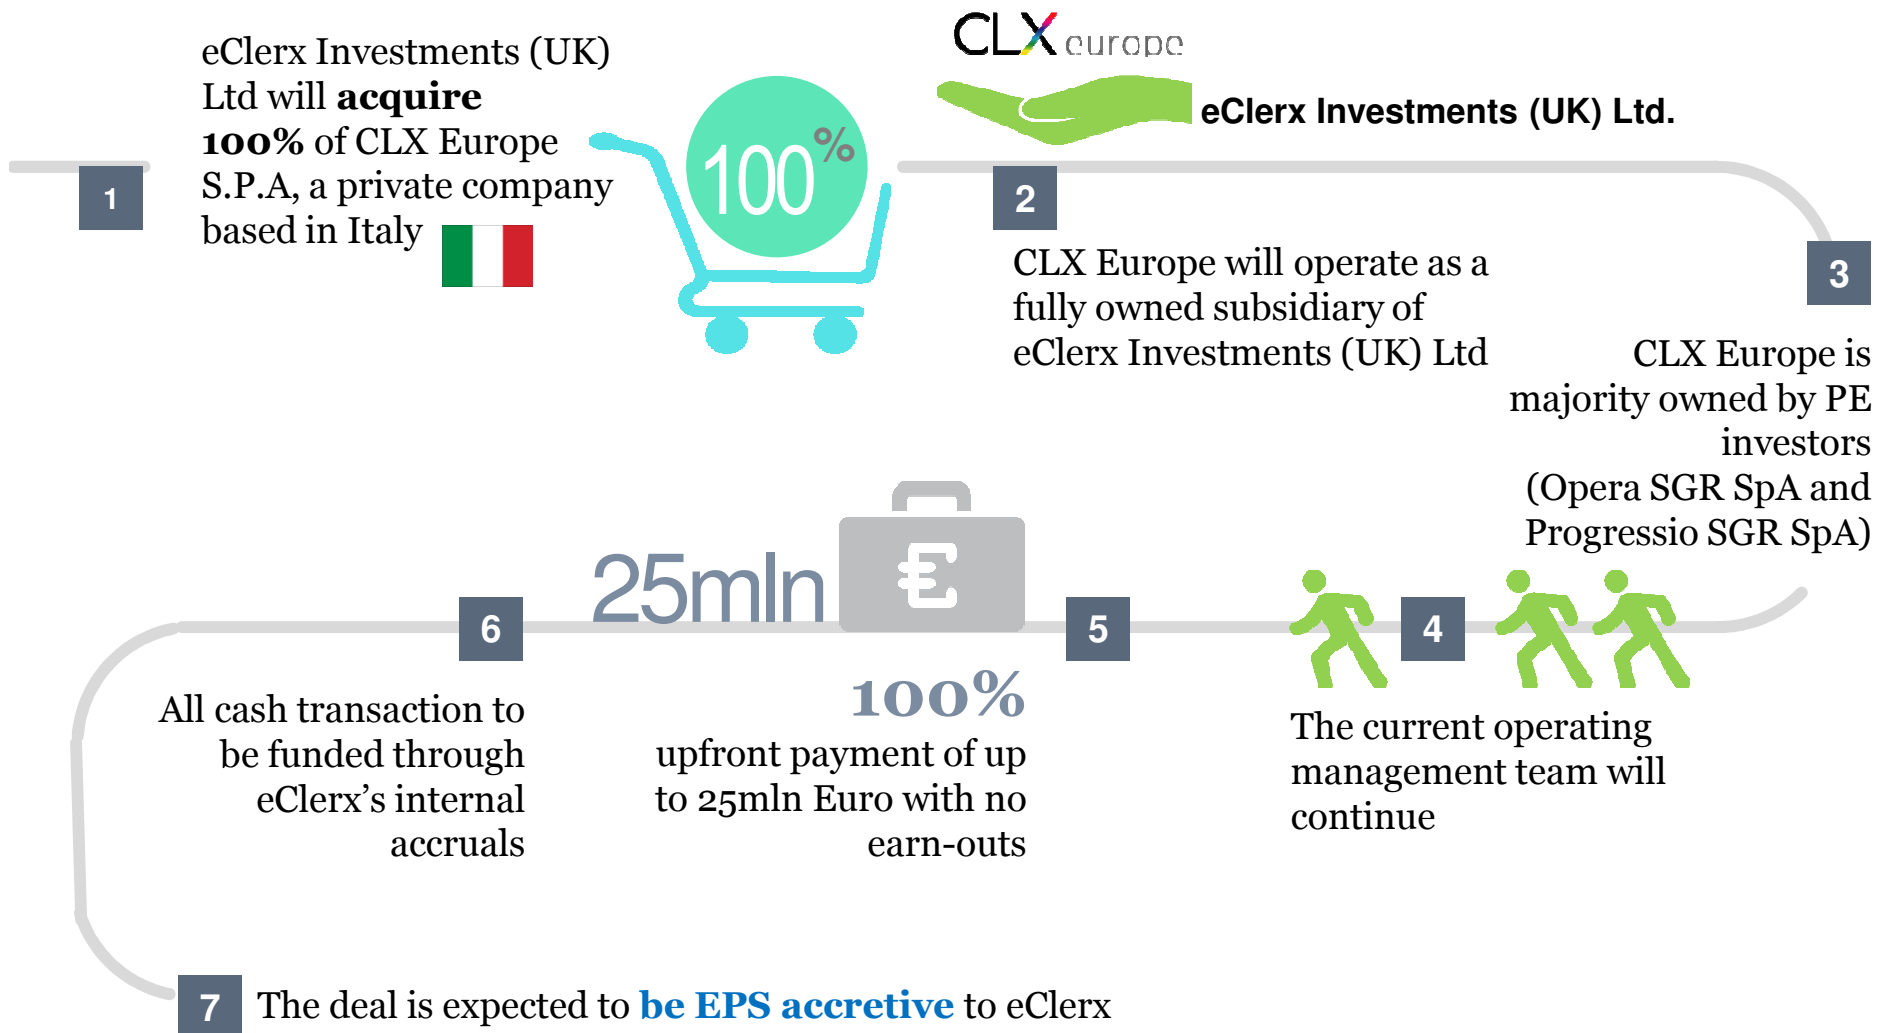 1
eClerx Investments (UK)
Ltd will acquire
100% of CLX Europe
S.P.A, a private company
based in Italy
100%
CLX europe
eClerx Investments (UK) Ltd.
2
CLX Europe will operate as a
fully owned subsidiary of
eClerx Investments (UK) Ltd
3
CLX Europe is
majority owned by PE
investors
(Opera SGR SpA and
Progressio SGR SpA)
4
The current operating
management team will
continue
5
25mln
€
100%
upfront payment of up
to 25mln Euro with no
earn-outs
6
All cash transaction to
be funded through
eClerx’s internal
accruals
7
The deal is expected to be EPS accretive to eClerx